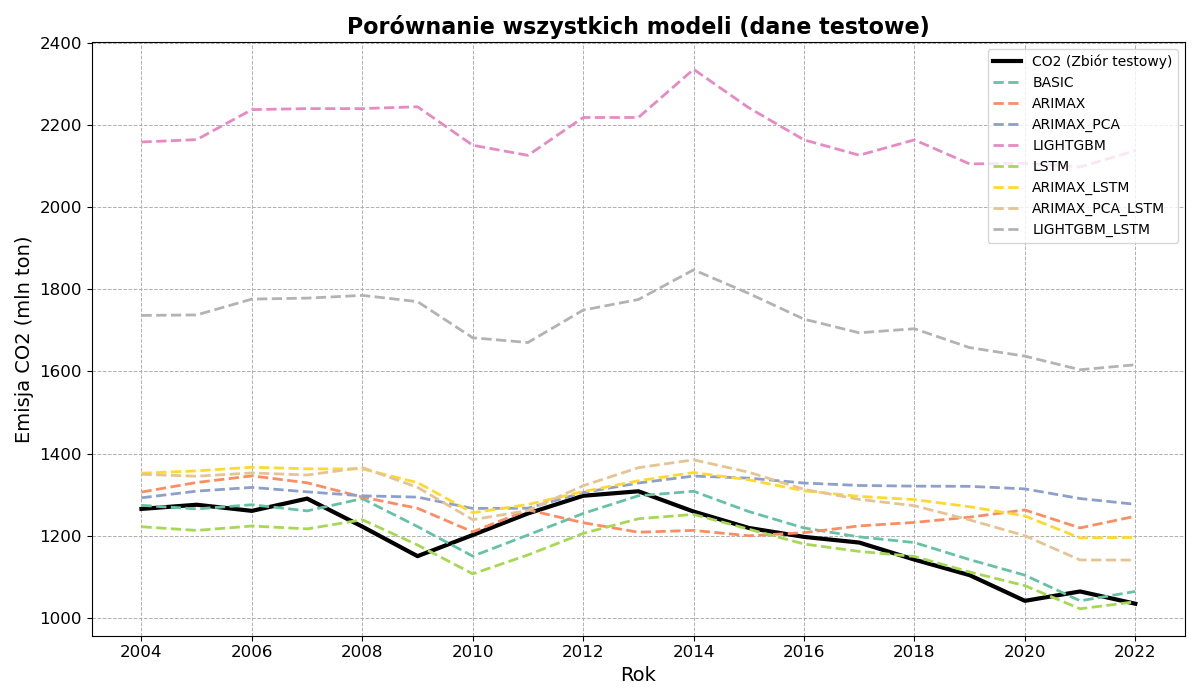 Porównanie wszystkich modeli (dane testowe)
Emisja CO2 (mln ton)
2400
2200
2000
1800
1600
1400
1200
1000
CO2 (Zbiór testowy)
BASIC
ARIMAX
ARIMAX_PCA
LIGHTGBM
LSTM
ARIMAX_LSTM
ARIMAX_PCA_LSTM
LIGHTGBM_LSTM
2004 2006 2008 2010 2012 2014 2016 2018 2020 2022
Rok